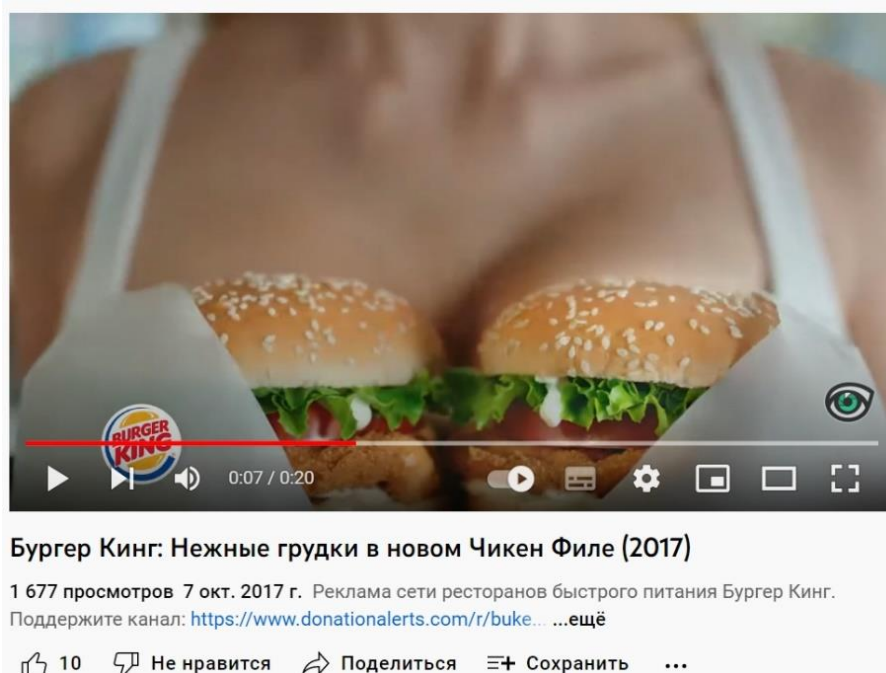 BURGER
KING
0:07 / 0:20
Бургер Кинг: Нежные грудки в новом Чикен Филе (2017)
1 677 просмотров 7 окт. 2017 г. Реклама сети ресторанов быстрого питания Бургер Кинг.
Поддержите канал: https://www.donationalerts.com/r/buke... ...ещё
10 Не нравится Поделиться Сохранить ...